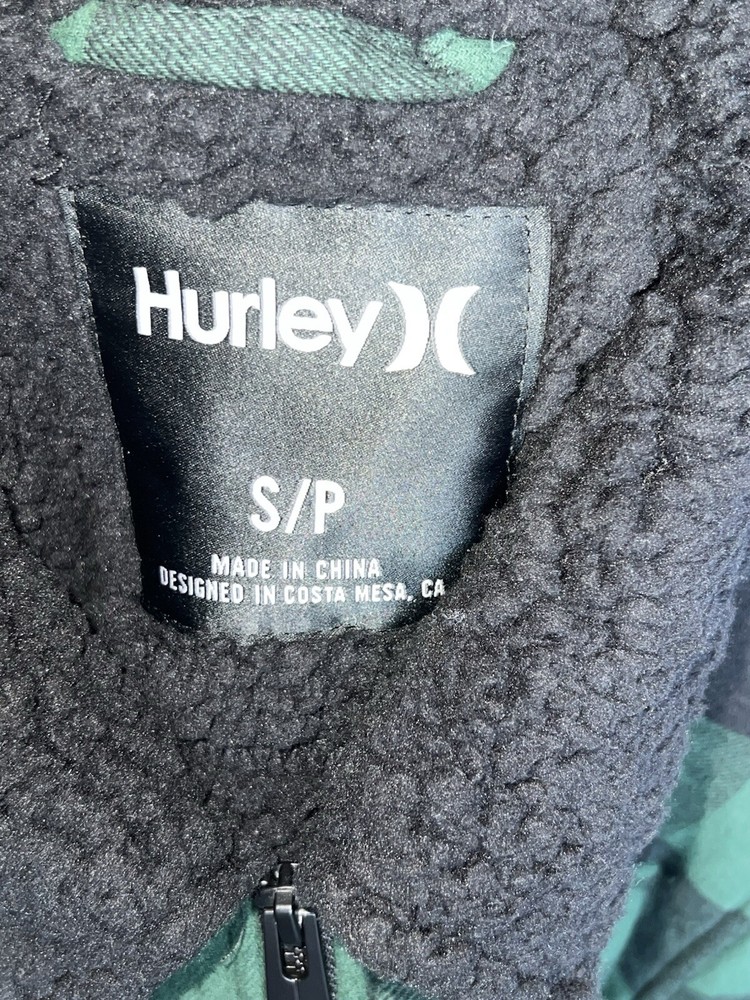 Hurley
S/P
MADE IN CHINA
DESIGNED IN COSTA MESA, CA